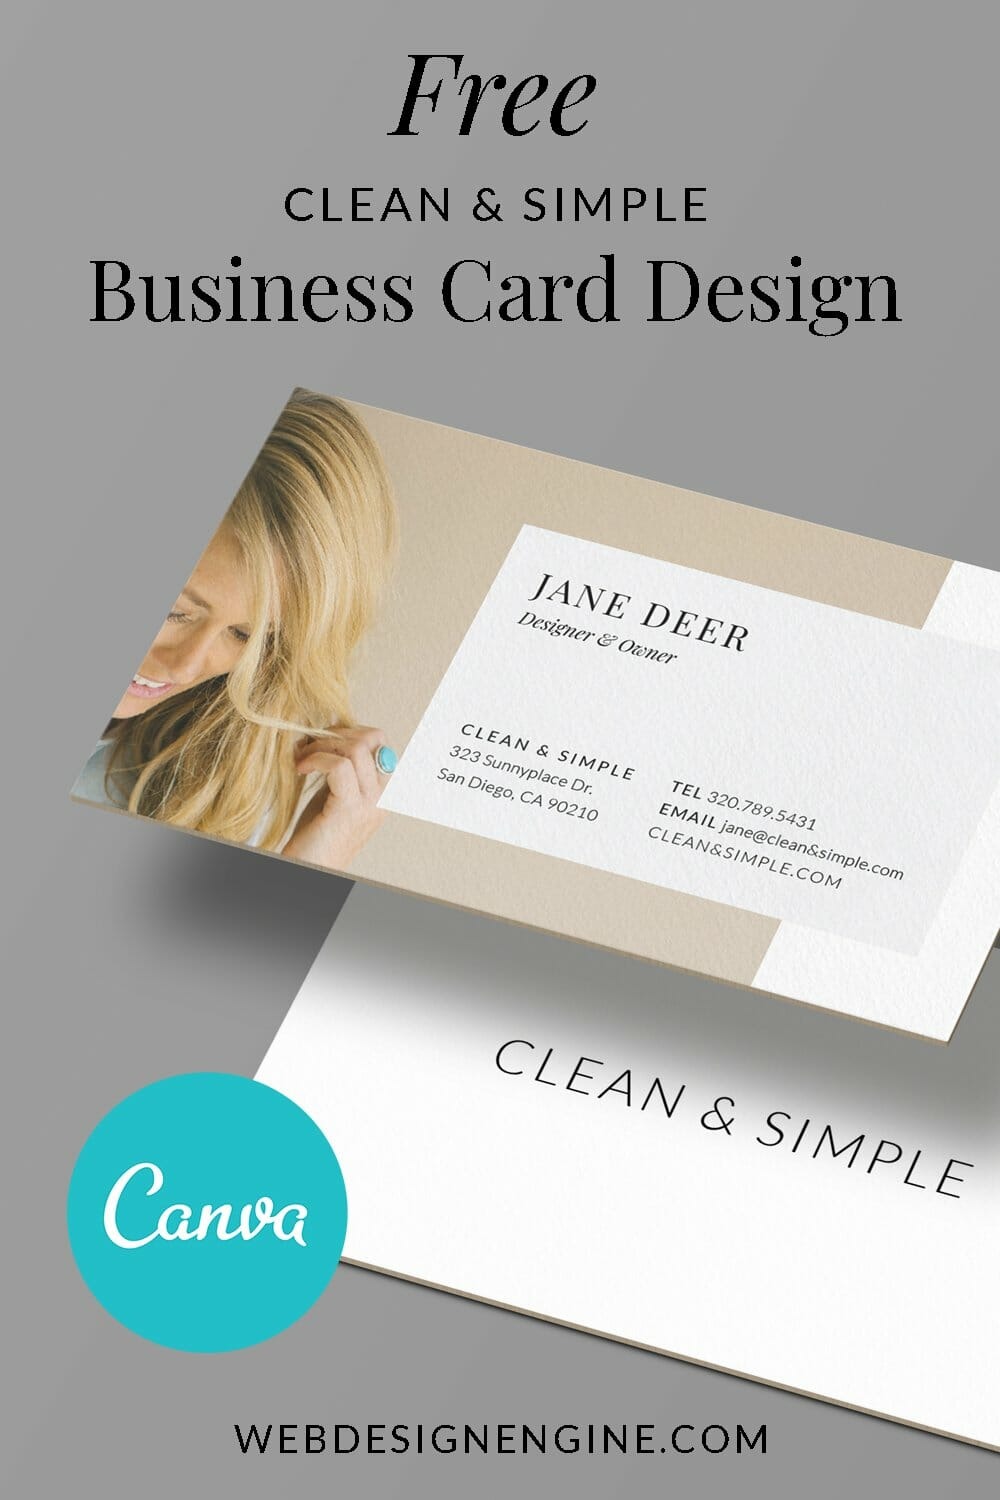 Free
CLEAN & SIMPLE
Business Card Design
JANE DEER
Designer & Owner
CLEAN & SIMPLE
323 Sunnyplace Dr.
San Diego, CA 90210
TEL 320.789.5431
EMAIL jane@clean&simple.com
CLEAN&SIMPLE.COM
CLEAN & SIMPLE
Canva
WEBDESIGNENGINE.COM